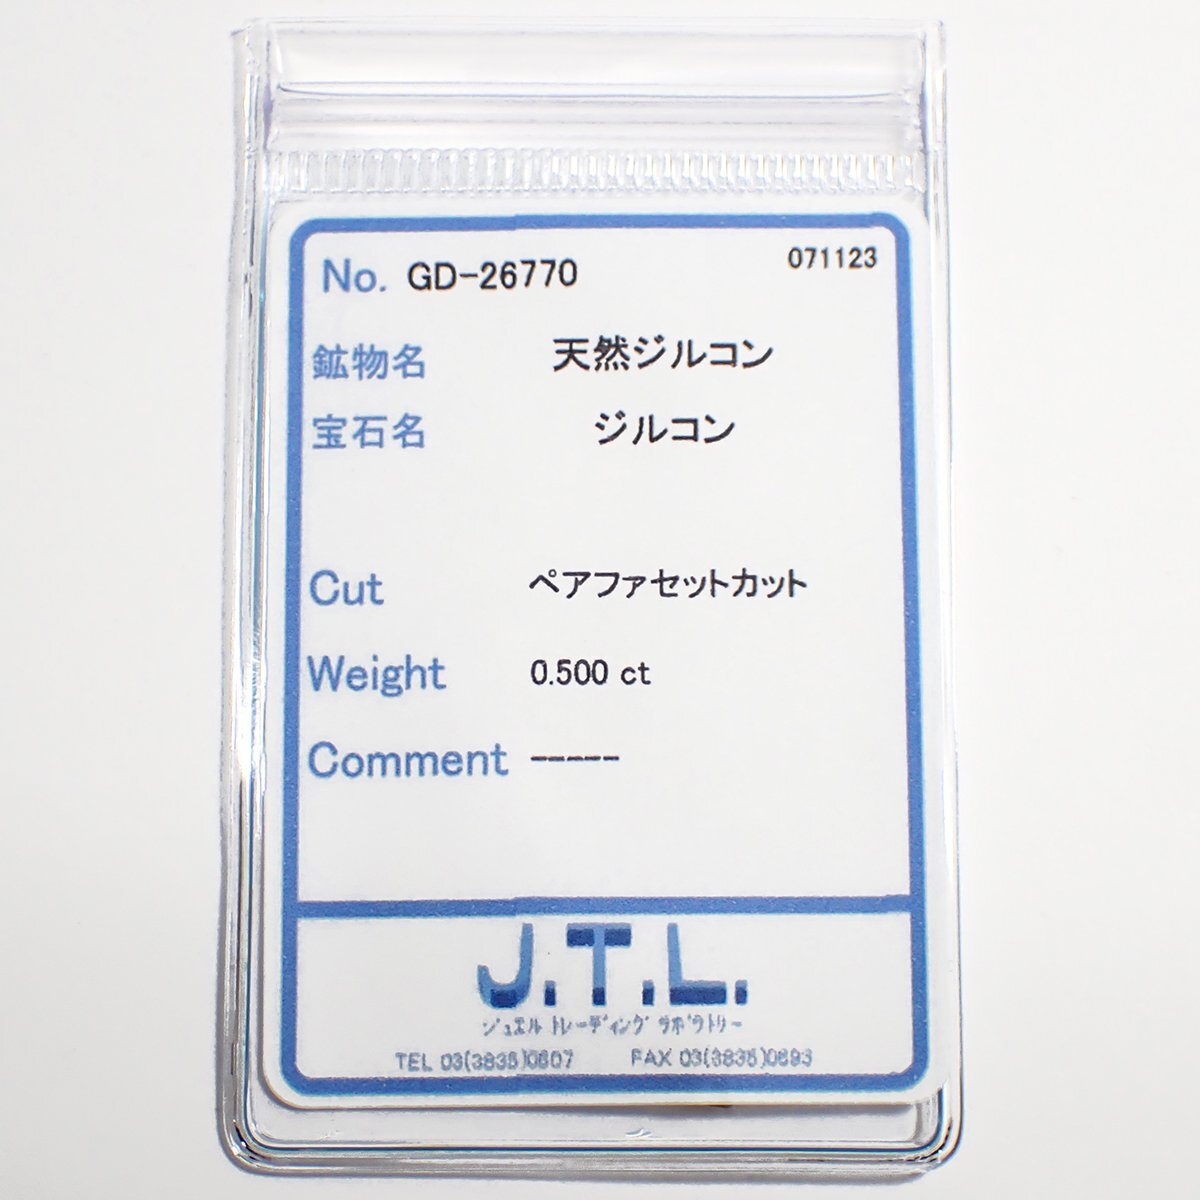 No. GD-26770 071123
鉱物名 天然ジルコン
宝石名 ジルコン
Cut ペアファセットカット
Weight 0.500 ct
Comment ------
J.T.L.
ジュエル トレーディング ラボラトリー
TEL 03(3835)0607 FAX 03(3835)0693